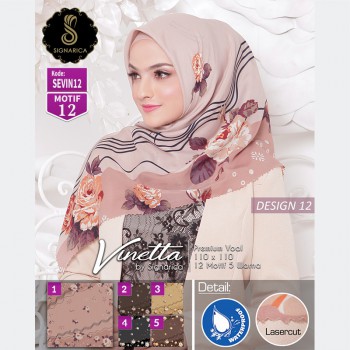 SIGNARICA
Kode:
SEVIN12
MOTIF
12
DESIGN 12
Vinetta
by Signarica
Premium Voal
110 x 110
12 Motif 5 Warna
1
2
3
4
5
Detail:
WATERPROOF
Lasercut